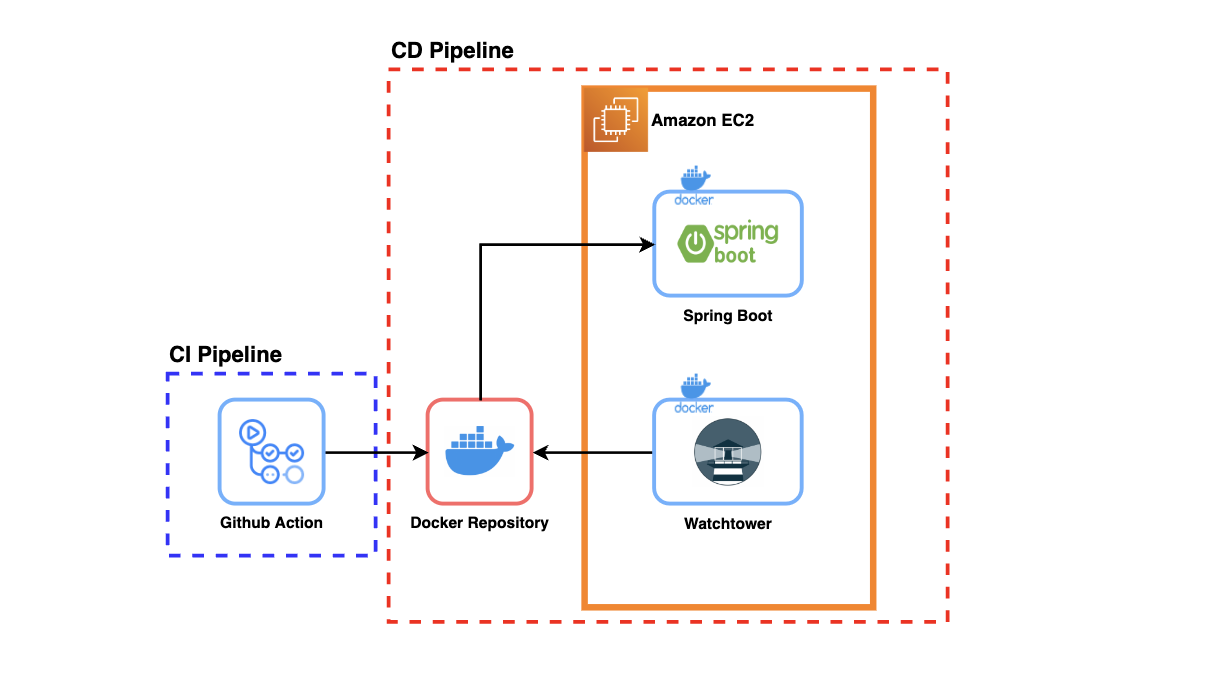 CD Pipeline
Amazon EC2
docker
spring
boot
Spring Boot
CI Pipeline
docker
Github Action
Docker Repository
Watchtower